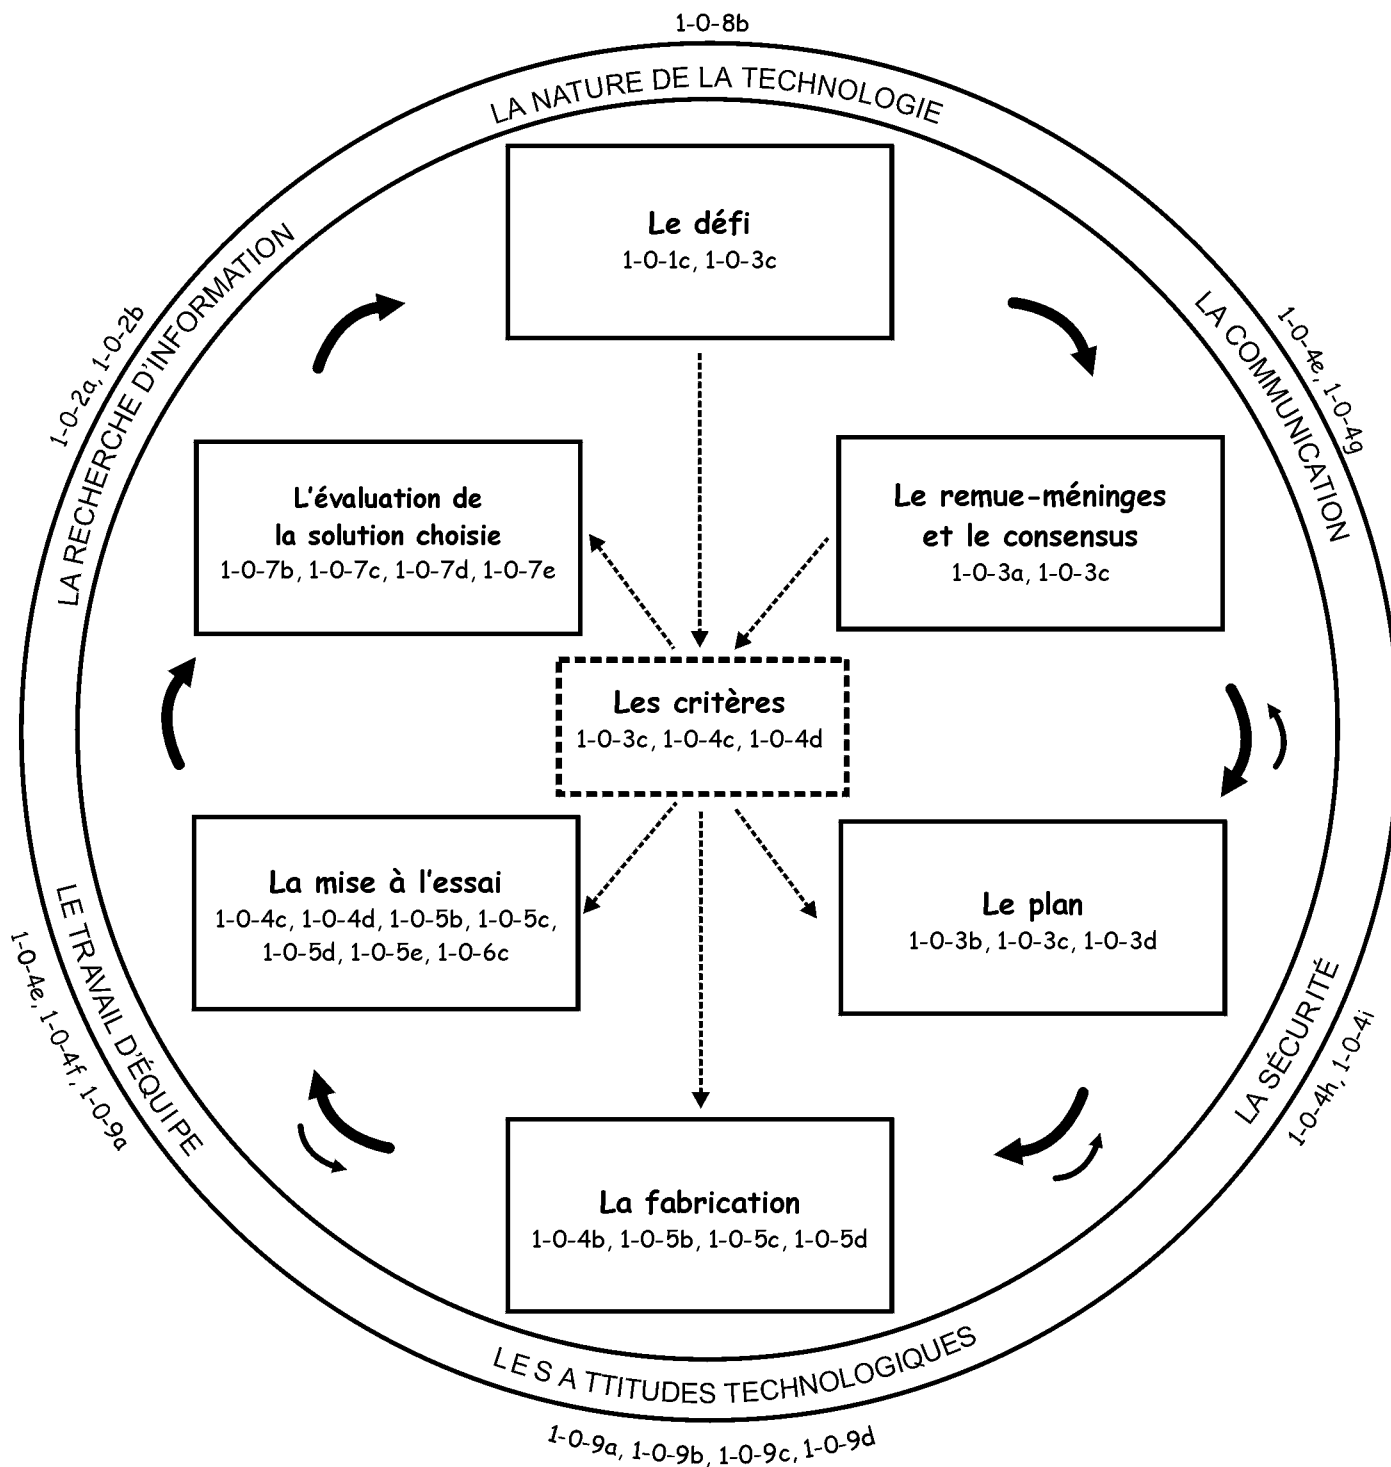 1-0-8b
LA NATURE DE LA TECHNOLOGIE
Le défi
1-0-1c, 1-0-3c
LA RECHERCHE D'INFORMATION
1-0-2a, 1-0-2b
LA COMMUNICATION
1-0-4e, 1-0-4g
L'évaluation de
la solution choisie
1-0-7b, 1-0-7c, 1-0-7d, 1-0-7e
Le remue-méninges
et le consensus
1-0-3a, 1-0-3c
Les critères
1-0-3c, 1-0-4c, 1-0-4d
La mise à l'essai
1-0-4c, 1-0-4d, 1-0-5b, 1-0-5c,
1-0-5d, 1-0-5e, 1-0-6c
Le plan
1-0-3b, 1-0-3c, 1-0-3d
LE TRAVAIL D'ÉQUIPE
1-0-4e, 1-0-4f, 1-0-9a
LA SÉCURITÉ
1-0-4h, 1-0-4i
La fabrication
1-0-4b, 1-0-5b, 1-0-5c, 1-0-5d
LES ATTITUDES TECHNOLOGIQUES
1-0-9a, 1-0-9b, 1-0-9c, 1-0-9d